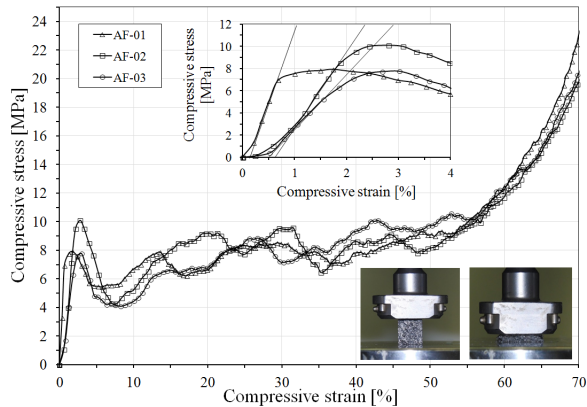 24
22
20
18
16
14
12
10
8
6
4
2
0
Compressive stress [MPa]
AF-01
AF-02
AF-03
12
10
8
6
4
2
0
Compressive stress
[MPa]
0 1 2 3 4
Compressive strain [%]
0 10 20 30 40 50 60 70
Compressive strain [%]